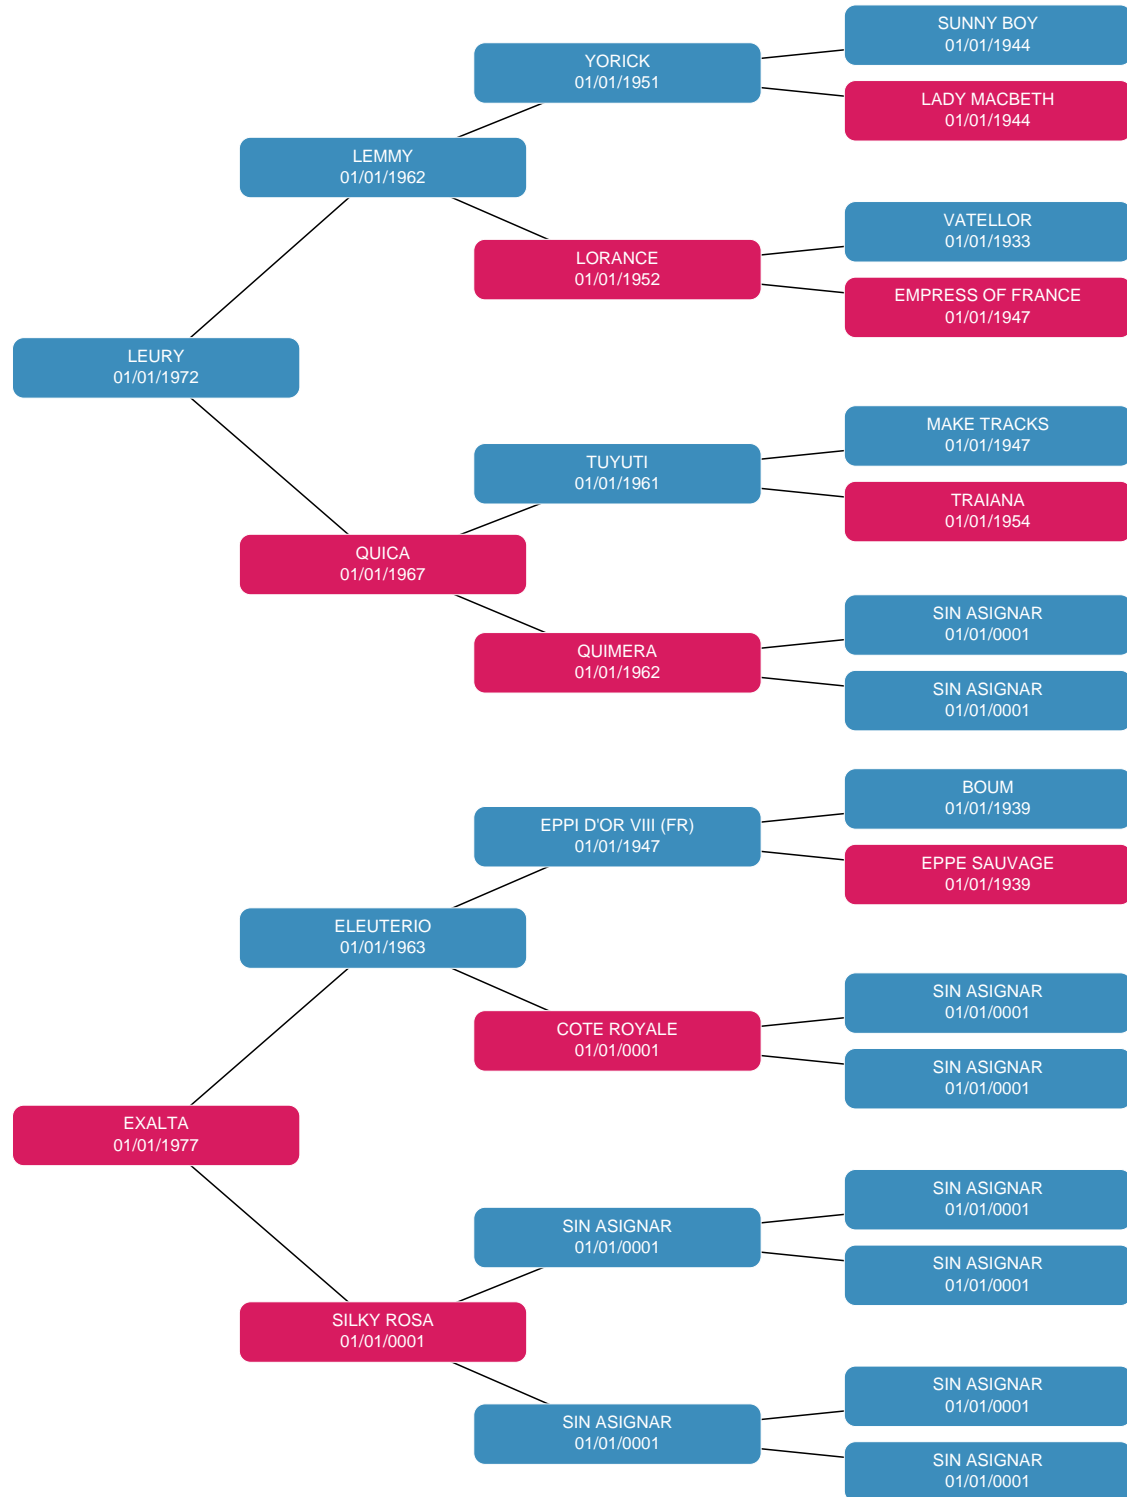 SUNNY BOY
01/01/1944
YORICK
01/01/1951
LADY MACBETH
01/01/1944
LEMMY
01/01/1962
VATELLOR
01/01/1933
LORANCE
01/01/1952
EMPRESS OF FRANCE
01/01/1947
LEURY
01/01/1972
MAKE TRACKS
01/01/1947
TUYUTI
01/01/1961
TRAIANA
01/01/1954
QUICA
01/01/1967
SIN ASIGNAR
01/01/0001
QUIMERA
01/01/1962
SIN ASIGNAR
01/01/0001
BOUM
01/01/1939
EPPI D'OR VIII (FR)
01/01/1947
EPPE SAUVAGE
01/01/1939
ELEUTERIO
01/01/1963
SIN ASIGNAR
01/01/0001
COTE ROYALE
01/01/0001
SIN ASIGNAR
01/01/0001
EXALTA
01/01/1977
SIN ASIGNAR
01/01/0001
SIN ASIGNAR
01/01/0001
SIN ASIGNAR
01/01/0001
SILKY ROSA
01/01/0001
SIN ASIGNAR
01/01/0001
SIN ASIGNAR
01/01/0001
SIN ASIGNAR
01/01/0001